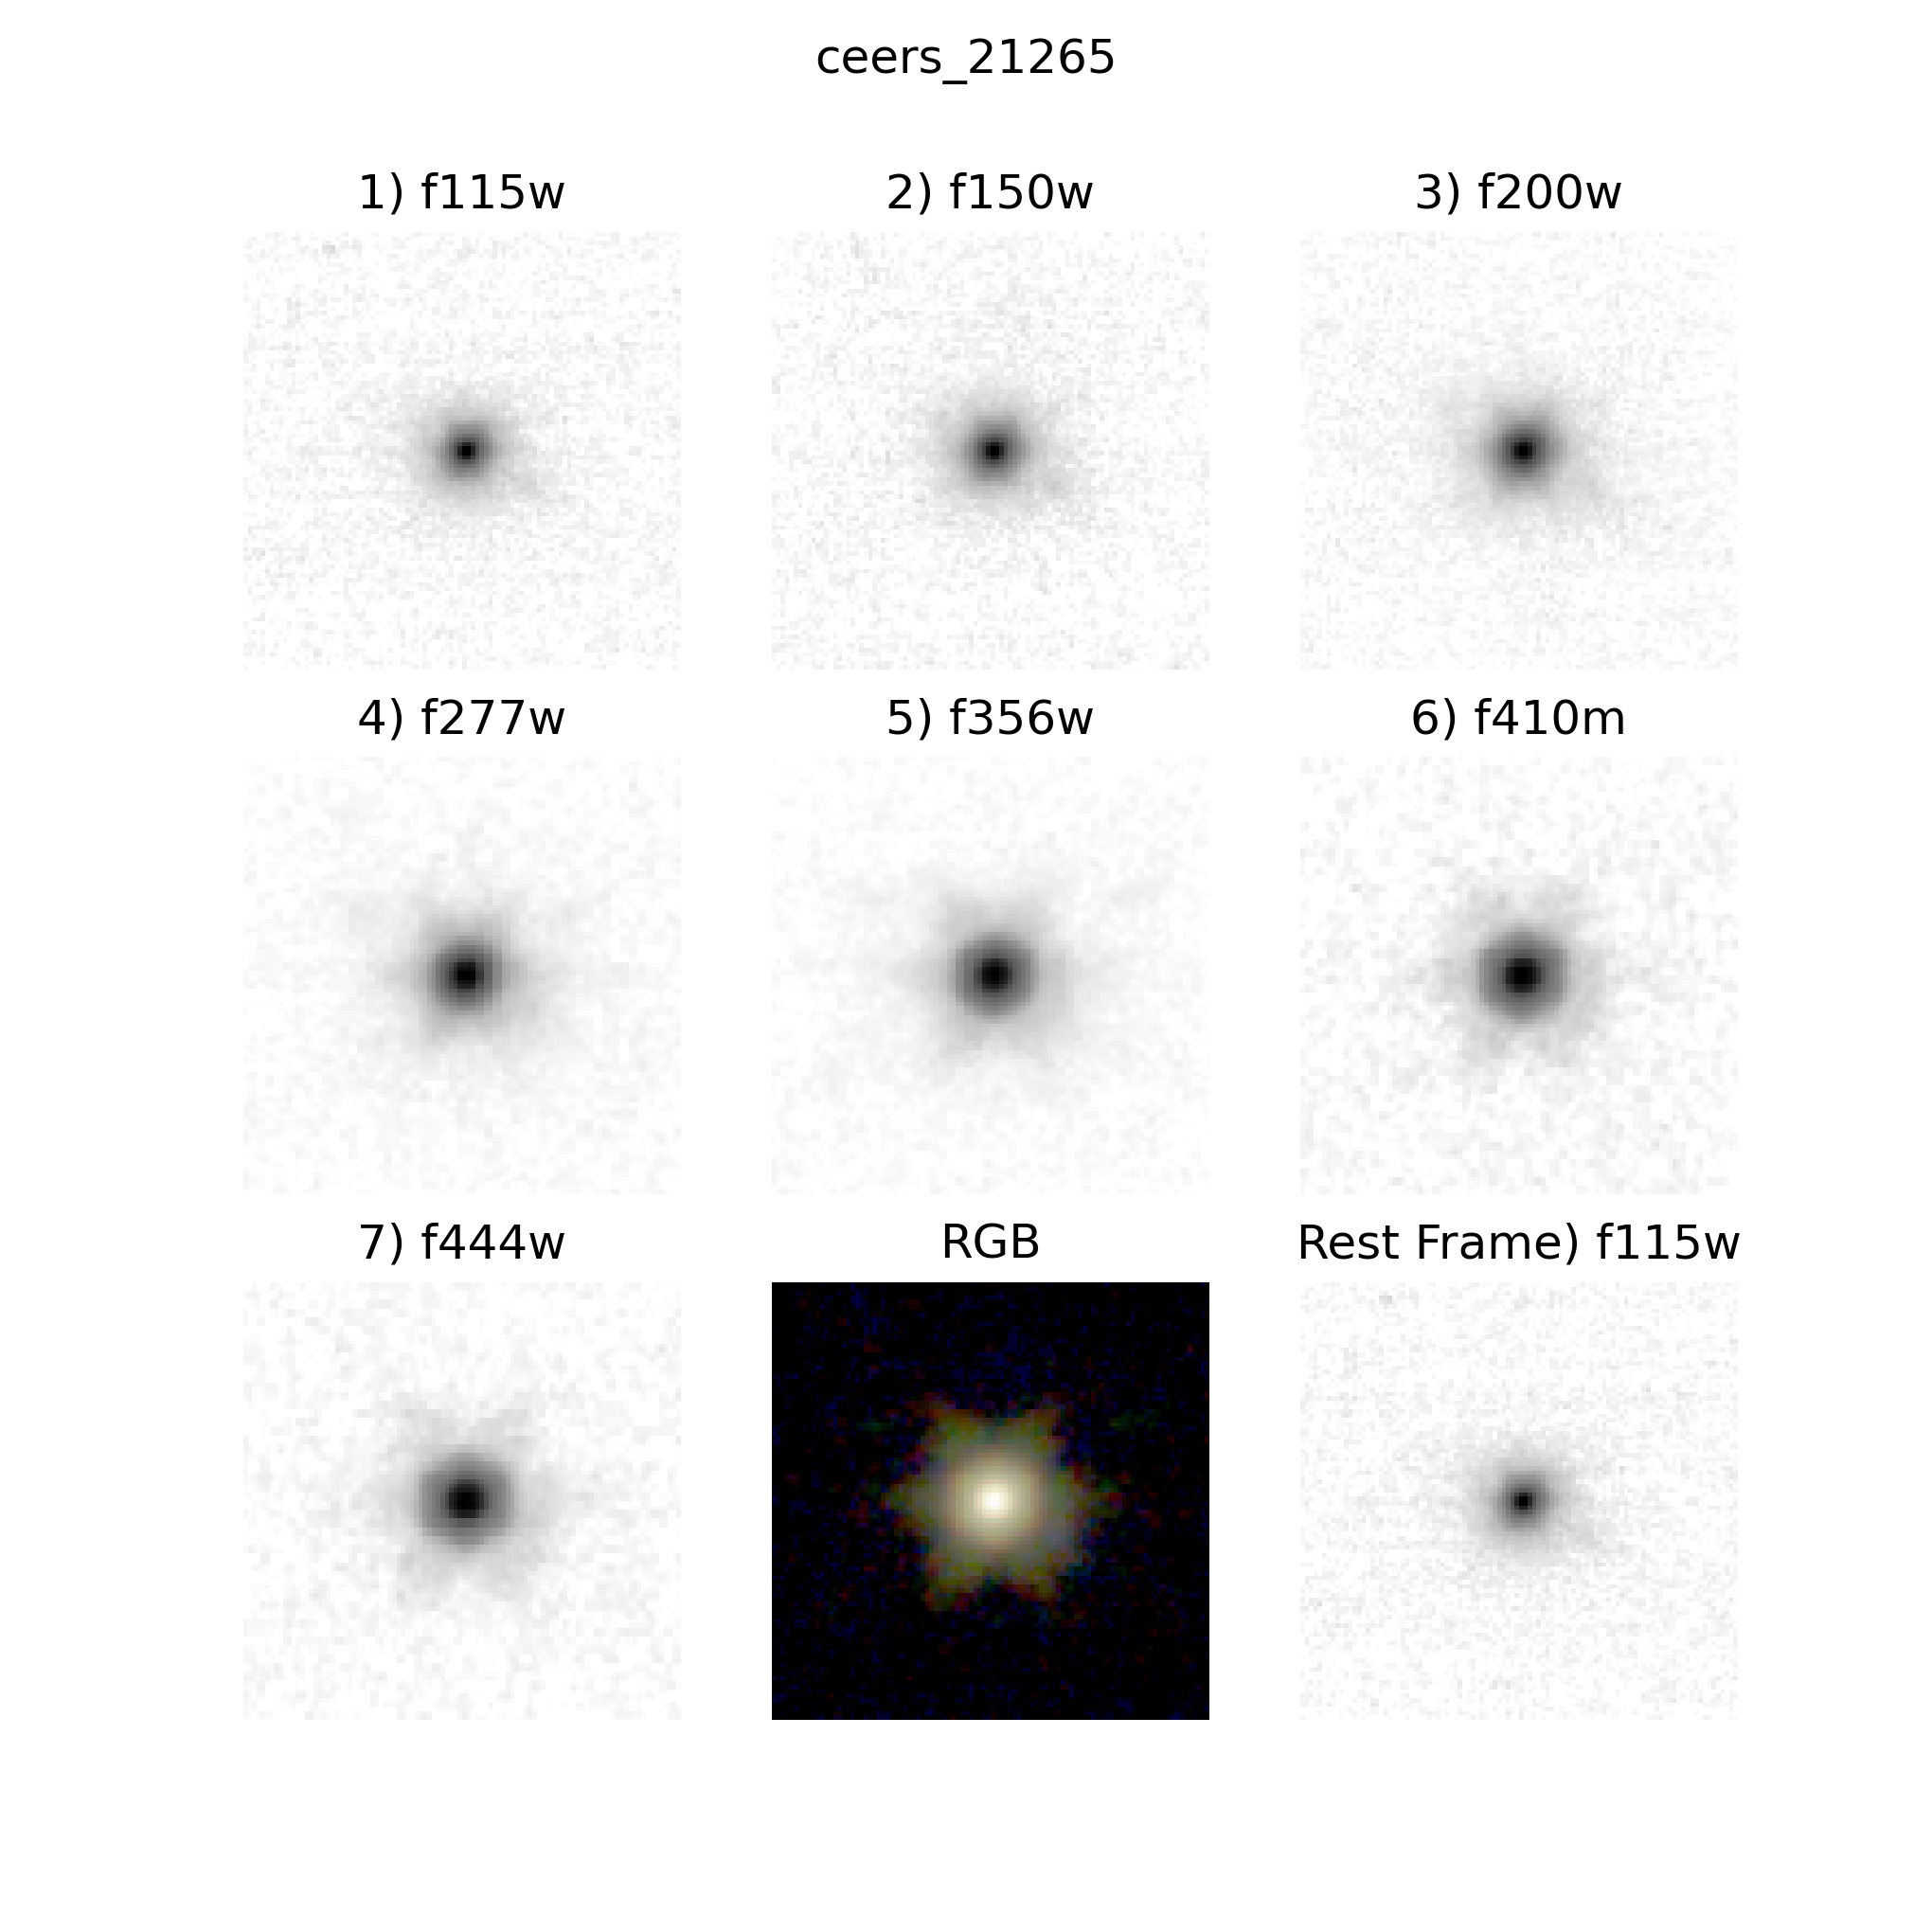 ceers_21265
1) f115w
2) f150w
3) f200w
4) f277w
5) f356w
6) f410m
7) f444w
RGB
Rest Frame) f115w